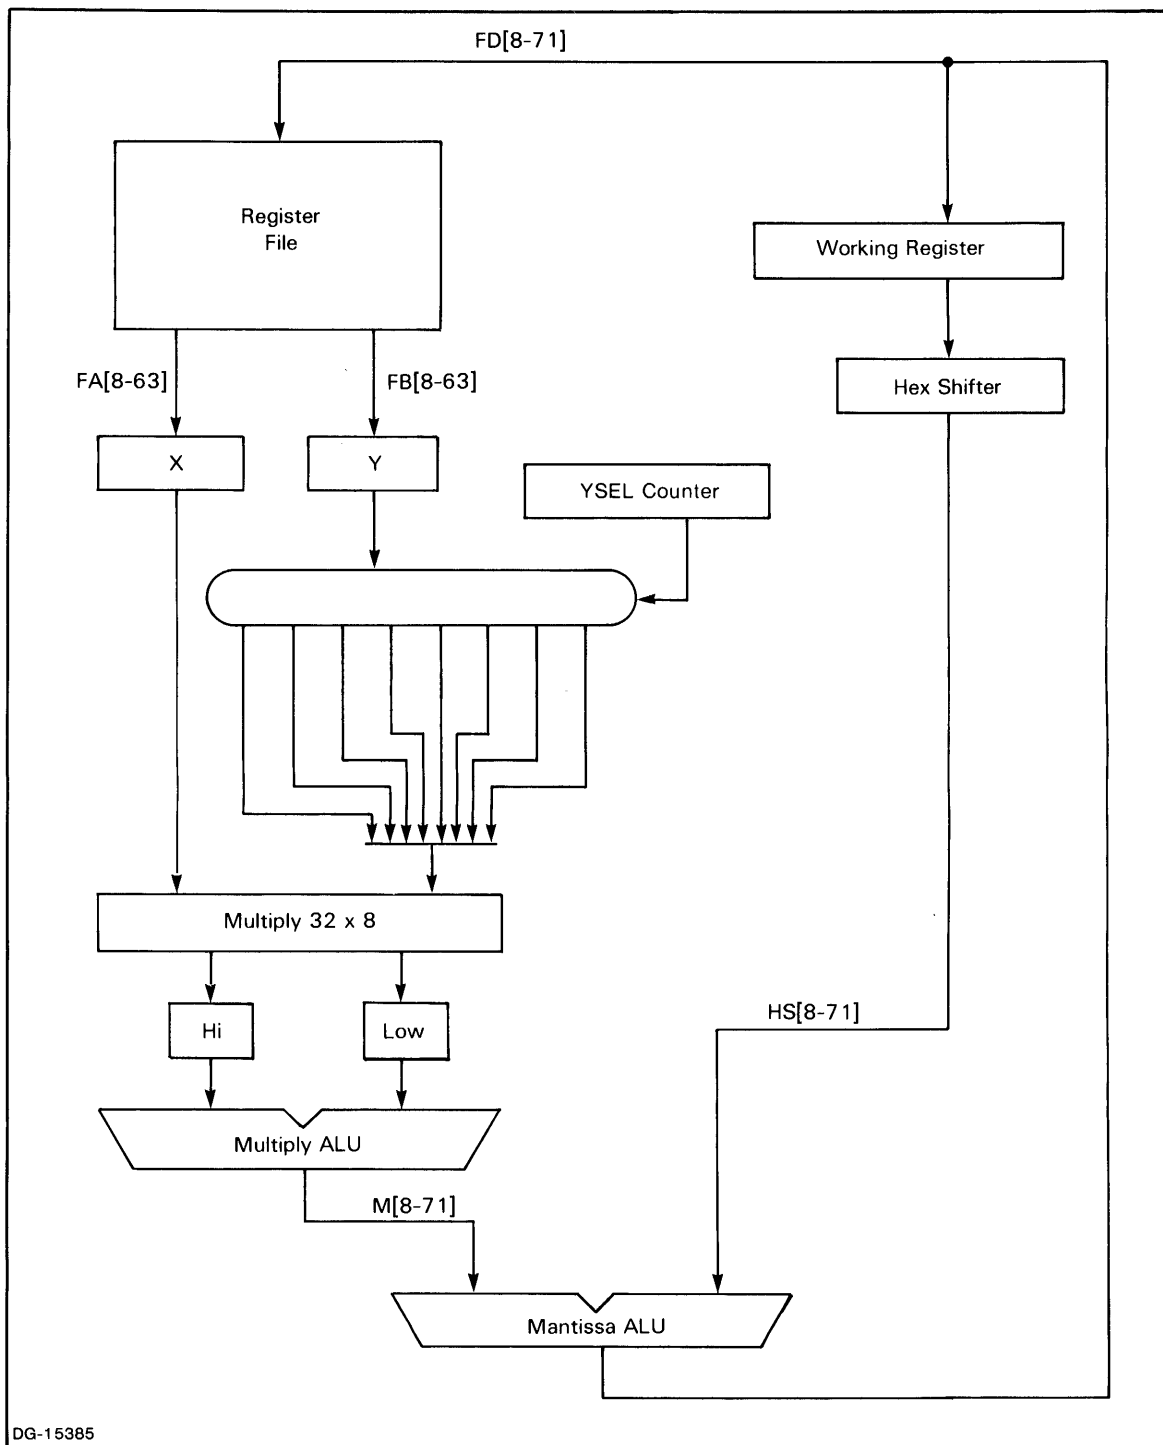 FD[8-71]
Register
File
Working Register
FA[8-63]
FB[8-63]
Hex Shifter
X
Y
YSEL Counter
Multiply 32 x 8
Hi
Low
HS[8-71]
Multiply ALU
M[8-71]
Mantissa ALU
DG-15385